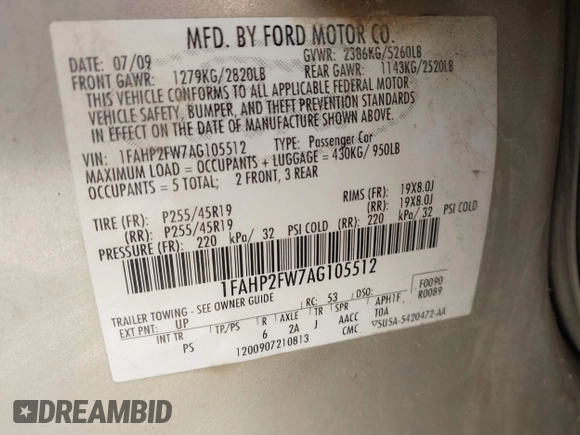 MFD. BY FORD MOTOR CO.
DATE: 07/09 GVWR: 2386KG/5260LB
FRONT GAWR: 1279KG/2820LB REAR GAWR: 1143KG/2520LB
THIS VEHICLE CONFORMS TO ALL APPLICABLE FEDERAL MOTOR
VEHICLE SAFETY, BUMPER, AND THEFT PREVENTION STANDARDS
IN EFFECT ON THE DATE OF MANUFACTURE SHOWN ABOVE.
VIN: 1FAHP2FW7AG105512 TYPE: Passenger Car
MAXIMUM LOAD = OCCUPANTS + LUGGAGE = 430KG/950LB
OCCUPANTS = 5 TOTAL; 2 FRONT, 3 REAR
TIRE (FR): P255/45R19 RIMS (FR): 19X8.0J
(RR): P255/45R19 (RR): 19X8.0J
PRESSURE (FR): 220 kPa/ 32 PSI COLD (RR): 220 kPa/ 32 PSI COLD
1FAHP2FW7AG105512
TRAILER TOWING - SEE OWNER GUIDE RC: 53 DSO: F0090
EXT PNT: UP APH1F R0089
INT TR TP/PS R AXLE TR SPR TOA
PS 6 2A J AACC
CMC 5U5A-5420472-AA
1200907210813
DREAMBID